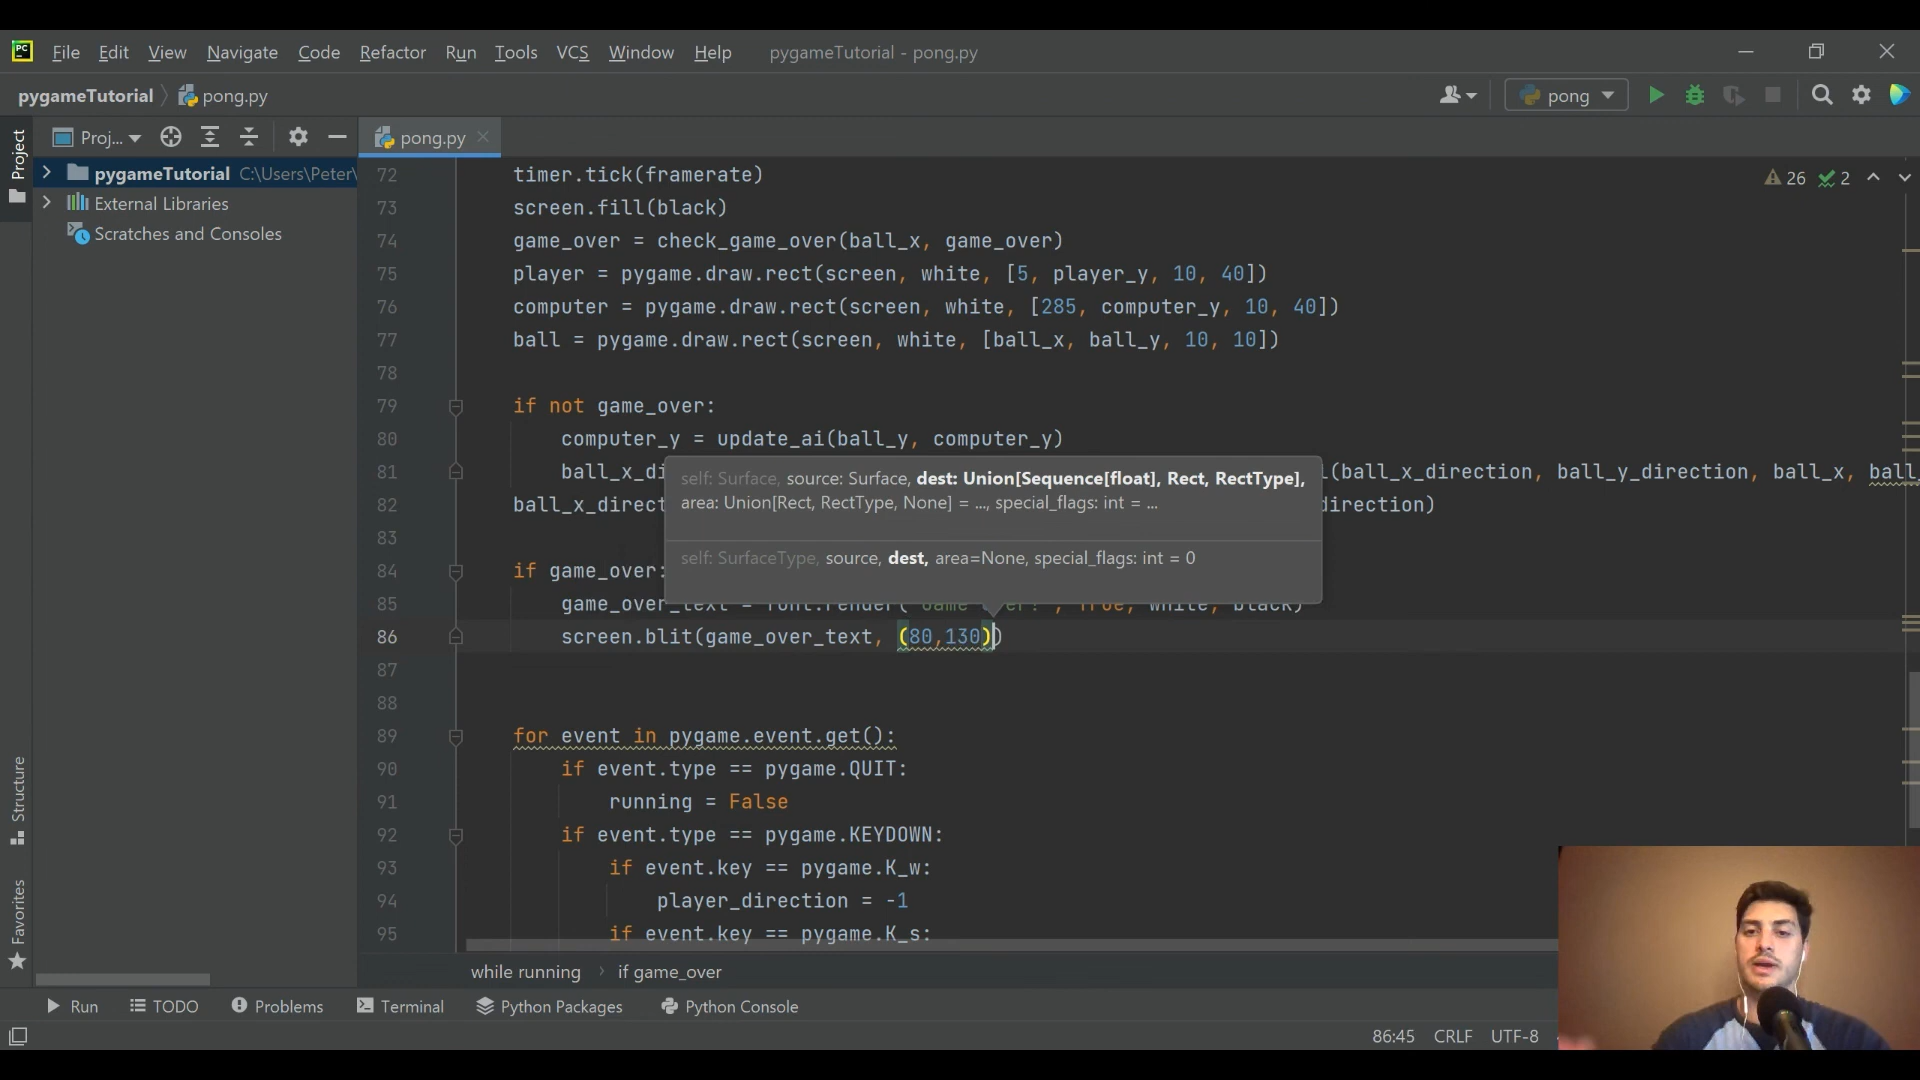 PC File Edit View Navigate Code Refactor Run Tools VCS Window Help pygameTutorial - pong.py
pygameTutorial pong.py pong
Project
Proj... pong.py
pygameTutorial C:\Users\Peter\
External Libraries
Scratches and Consoles
26 2
72 timer.tick(framerate)
73 screen.fill(black)
74 game_over = check_game_over(ball_x, game_over)
75 player = pygame.draw.rect(screen, white, [5, player_y, 10, 40])
76 computer = pygame.draw.rect(screen, white, [285, computer_y, 10, 40])
77 ball = pygame.draw.rect(screen, white, [ball_x, ball_y, 10, 10])
78
79 if not game_over:
80 computer_y = update_ai(ball_y, computer_y)
81 ball_x_di l(ball_x_direction, ball_y_direction, ball_x, ball_
82 ball_x_direct irection)
self: Surface, source: Surface, dest: Union[Sequence[float], Rect, RectType],
area: Union[Rect, RectType, None] = ..., special_flags: int = ...
self: SurfaceType, source, dest, area=None, special_flags: int = 0
83
84 if game_over:
85 game_over_text = font.render( True, white, black)
86 screen.blit(game_over_text, (80,130))
87
88
89 for event in pygame.event.get():
90 if event.type == pygame.QUIT:
91 running = False
92 if event.type == pygame.KEYDOWN:
93 if event.key == pygame.K_w:
94 player_direction = -1
95 if event.key == pygame.K_s:
Structure
Favorites
while running if game_over
Run TODO Problems Terminal Python Packages Python Console
86:45 CRLF UTF-8